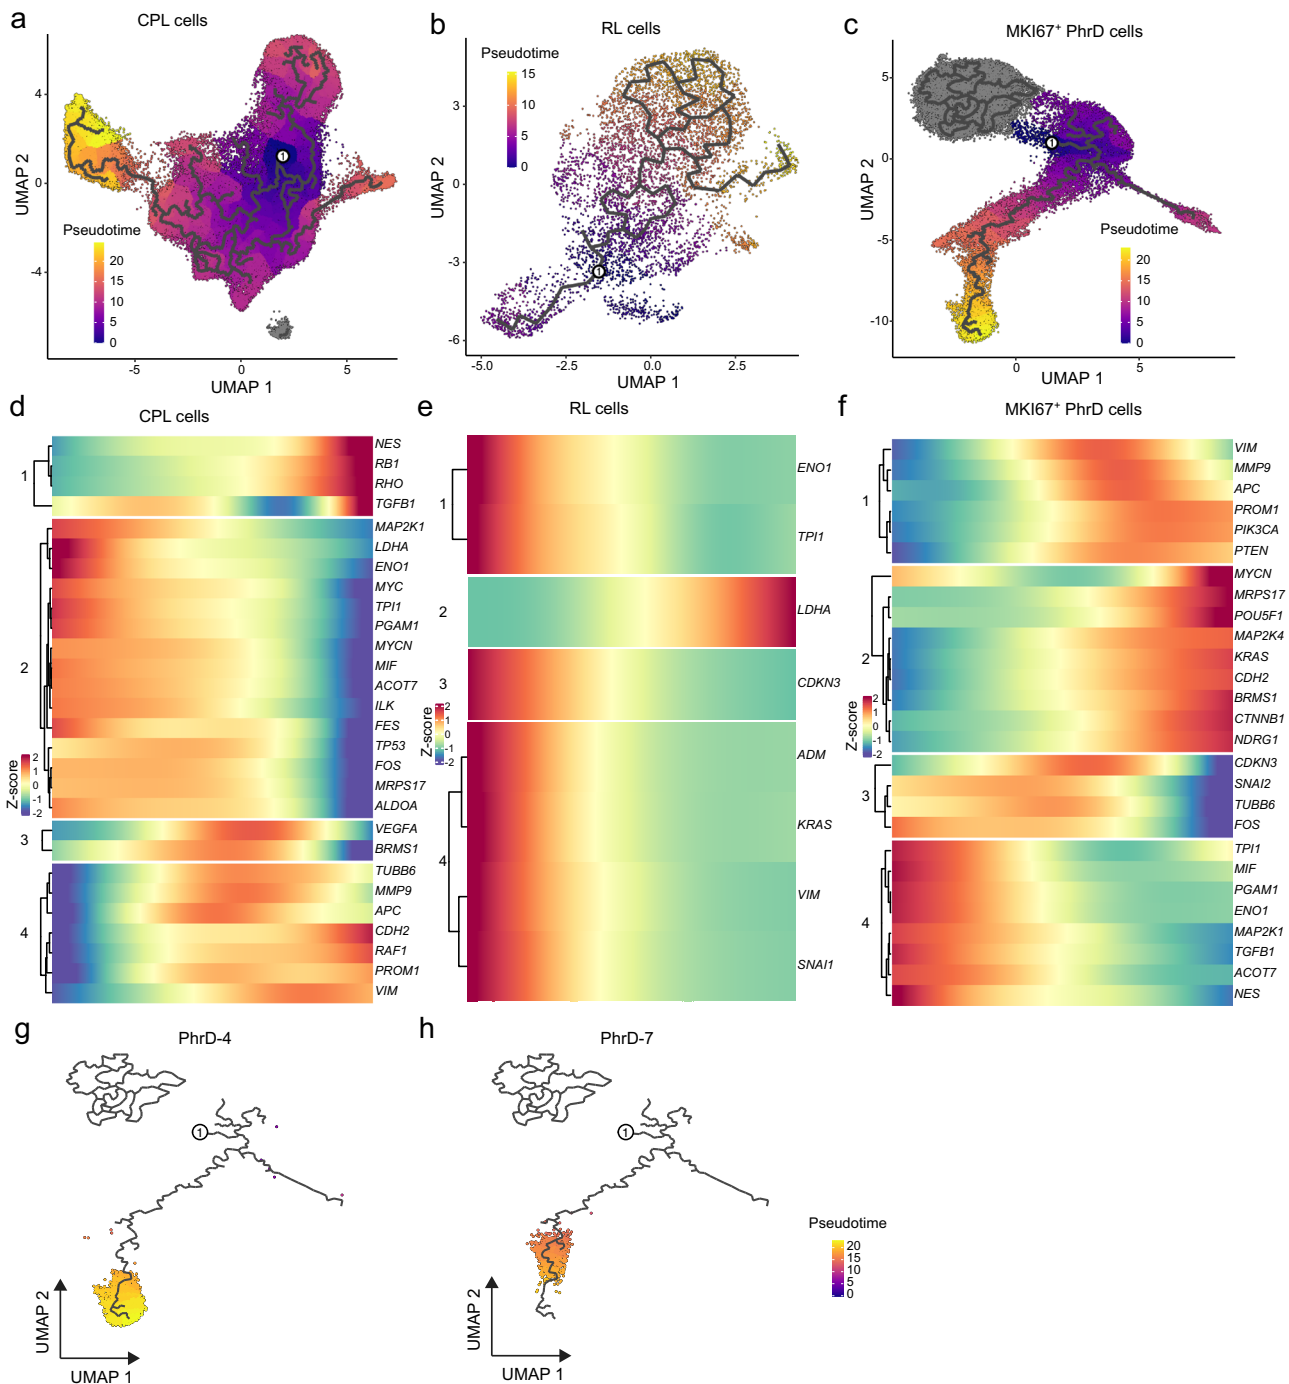 a
CPL cells
UMAP 2
4
0
-4
Pseudotime
20
15
10
5
0
1
-5
0
5
UMAP 1
b
RL cells
Pseudotime
15
10
5
0
UMAP 2
3
0
-3
-6
1
-5.0
-2.5
0.0
2.5
UMAP 1
c
MKI67+ PhrD cells
UMAP 2
5
0
-5
-10
1
Pseudotime
20
15
10
5
0
0
5
UMAP 1
d
CPL cells
1
NES
RB1
RHO
TGFB1
2
MAP2K1
LDHA
ENO1
MYC
TPI1
PGAM1
MYCN
MIF
ACOT7
ILK
FES
TP53
FOS
MRPS17
ALDOA
3
VEGFA
BRMS1
4
TUBB6
MMP9
APC
CDH2
RAF1
PROM1
VIM
Z-score
2
1
0
-1
-2
e
RL cells
1
ENO1
TPI1
2
LDHA
3
CDKN3
4
ADM
KRAS
VIM
SNAI1
Z-score
2
1
0
-1
-2
f
MKI67+ PhrD cells
1
VIM
MMP9
APC
PROM1
PIK3CA
PTEN
2
MYCN
MRPS17
POU5F1
MAP2K4
KRAS
CDH2
BRMS1
CTNNB1
NDRG1
3
CDKN3
SNAI2
TUBB6
FOS
4
TPI1
MIF
PGAM1
ENO1
MAP2K1
TGFB1
ACOT7
NES
Z-score
2
1
0
-1
-2
g
PhrD-4
1
UMAP 2
UMAP 1
h
PhrD-7
1
UMAP 2
UMAP 1
Pseudotime
20
15
10
5
0